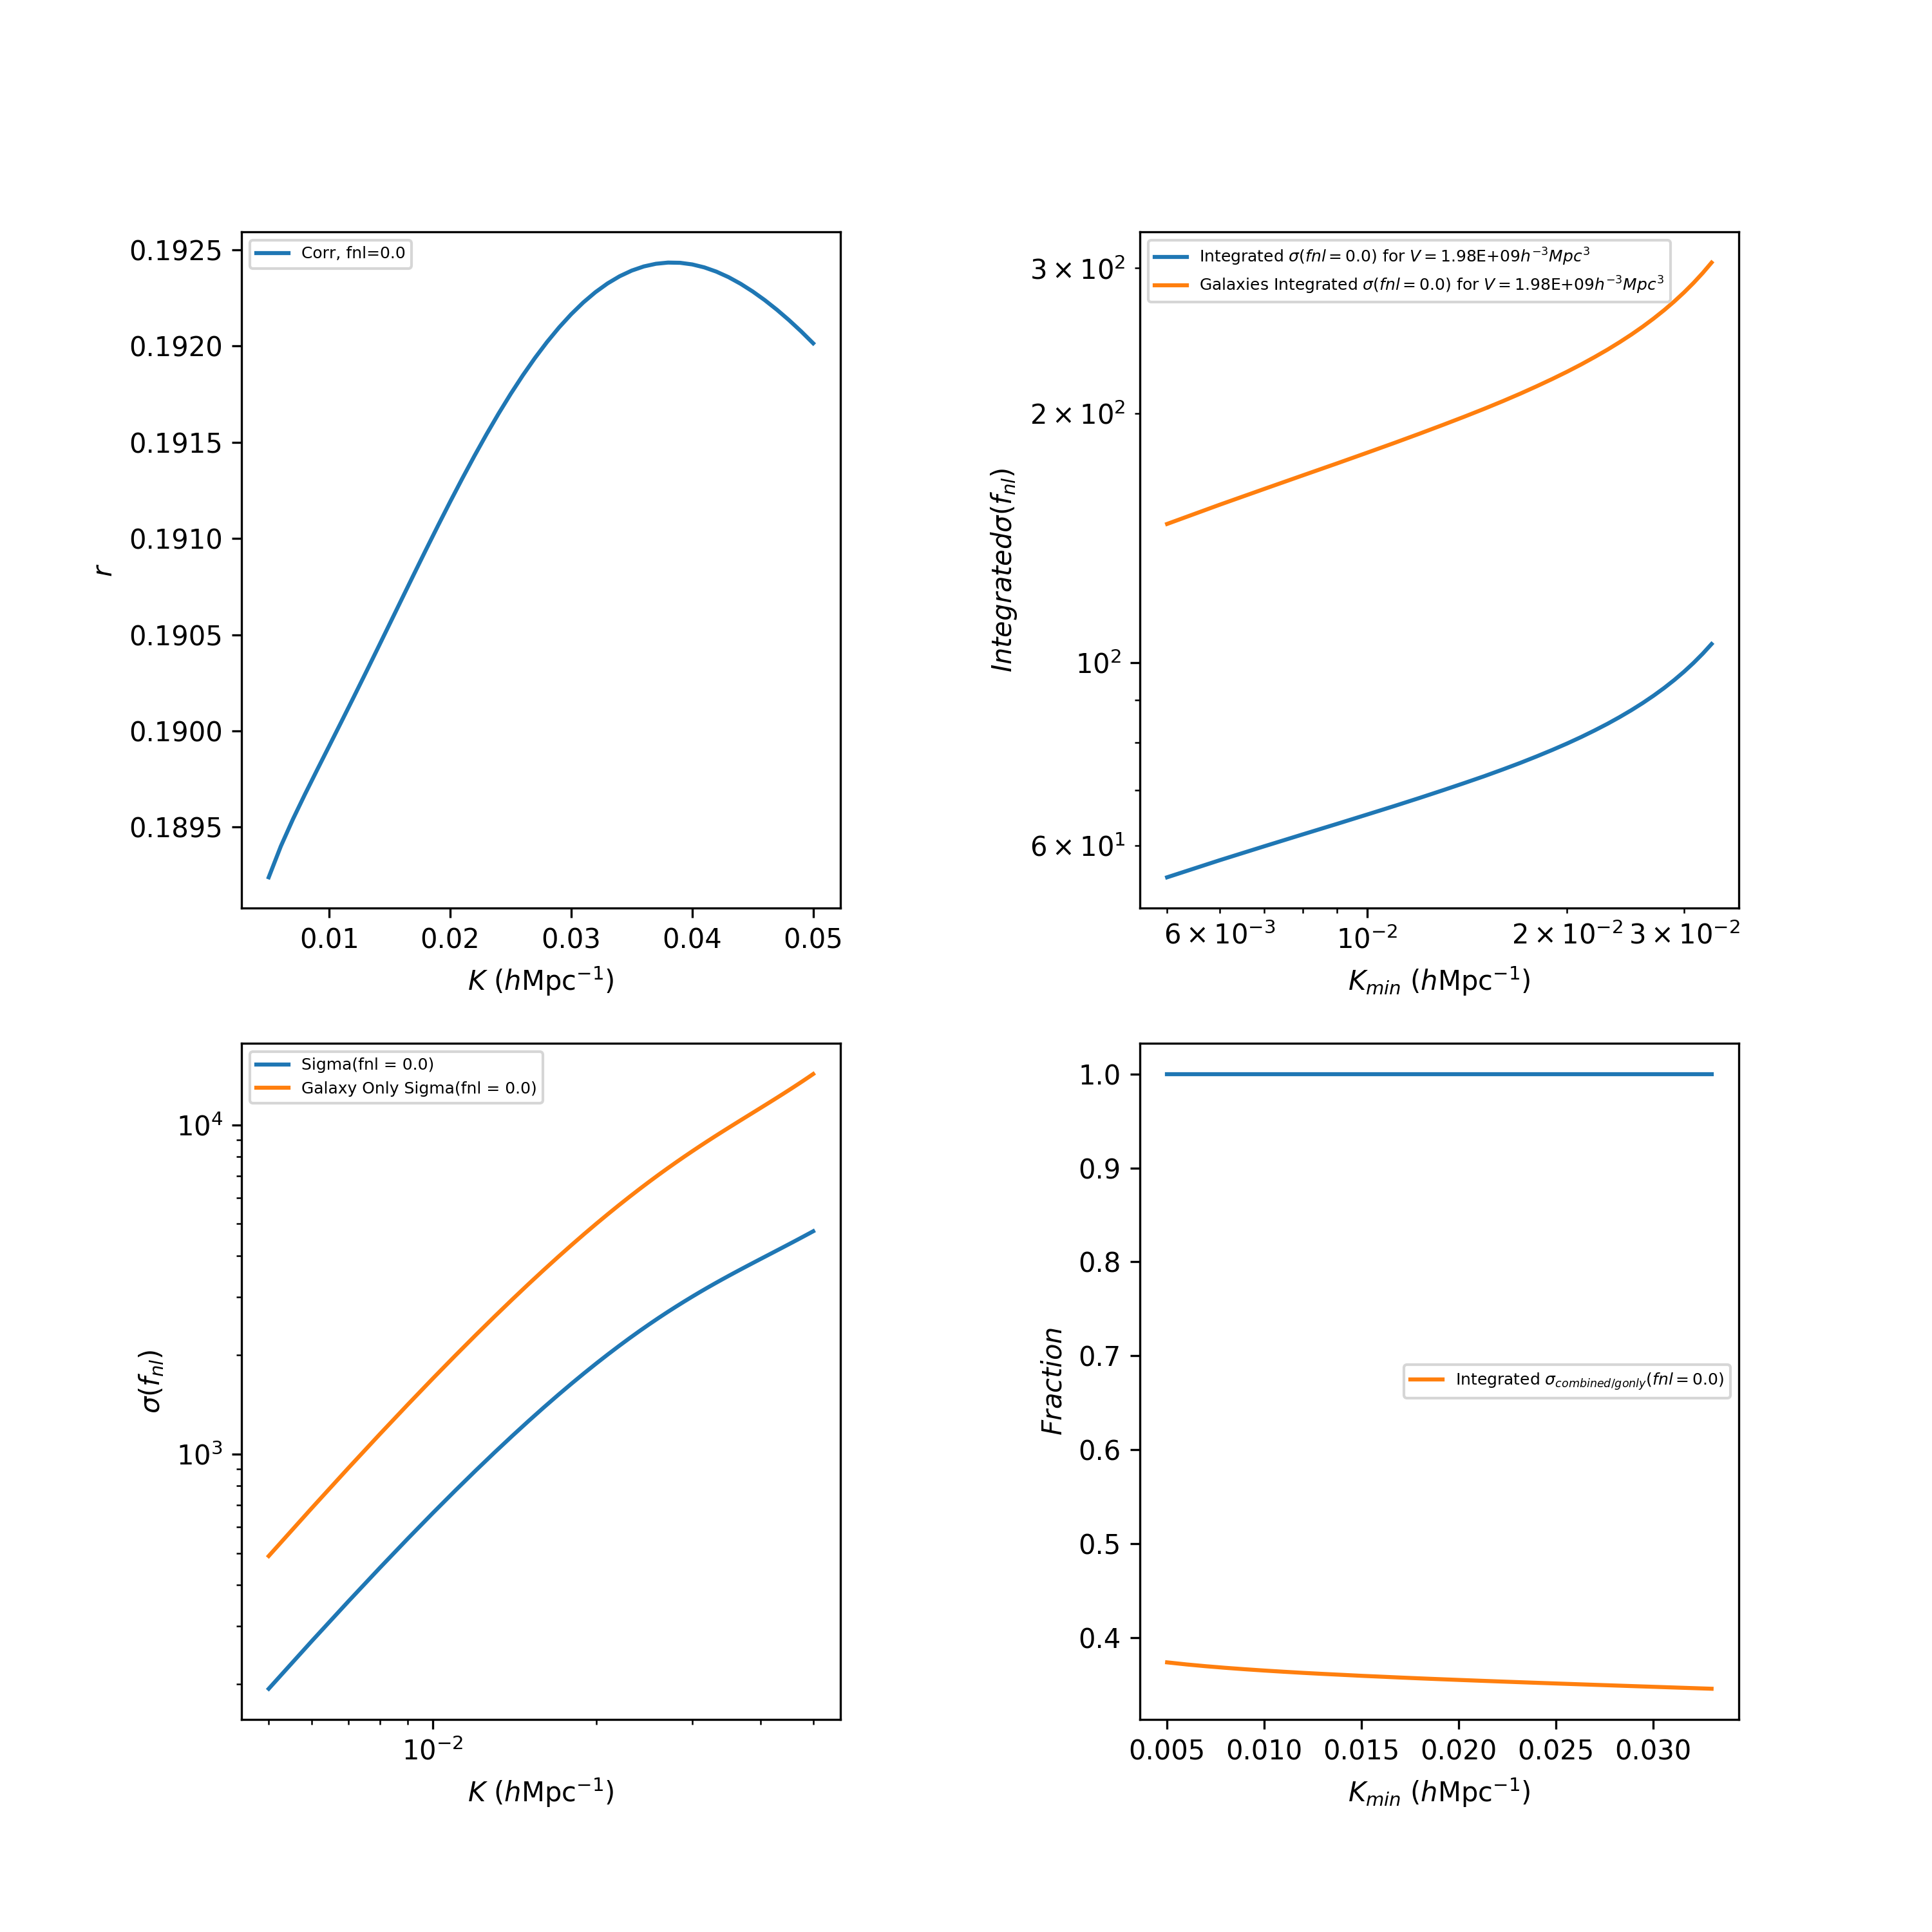 Corr, fnl=0.0
0.1925
0.1920
0.1915
0.1910
0.1905
0.1900
0.1895
r
0.01 0.02 0.03 0.04 0.05
K (hMpc⁻¹)
Integrated σ(fnl = 0.0) for V = 1.98E+09h⁻³Mpc³
Galaxies Integrated σ(fnl = 0.0) for V = 1.98E+09h⁻³Mpc³
3 × 10²
2 × 10²
10²
6 × 10¹
Integratedσ(fₙₗ)
6 × 10⁻³ 10⁻² 2 × 10⁻² 3 × 10⁻²
K_min (hMpc⁻¹)
Sigma(fnl = 0.0)
Galaxy Only Sigma(fnl = 0.0)
10⁴
10³
σ(fₙₗ)
10⁻²
K (hMpc⁻¹)
1.0
0.9
0.8
0.7
0.6
0.5
0.4
Fraction
Integrated σ_combined/gonly(fnl = 0.0)
0.005 0.010 0.015 0.020 0.025 0.030
K_min (hMpc⁻¹)